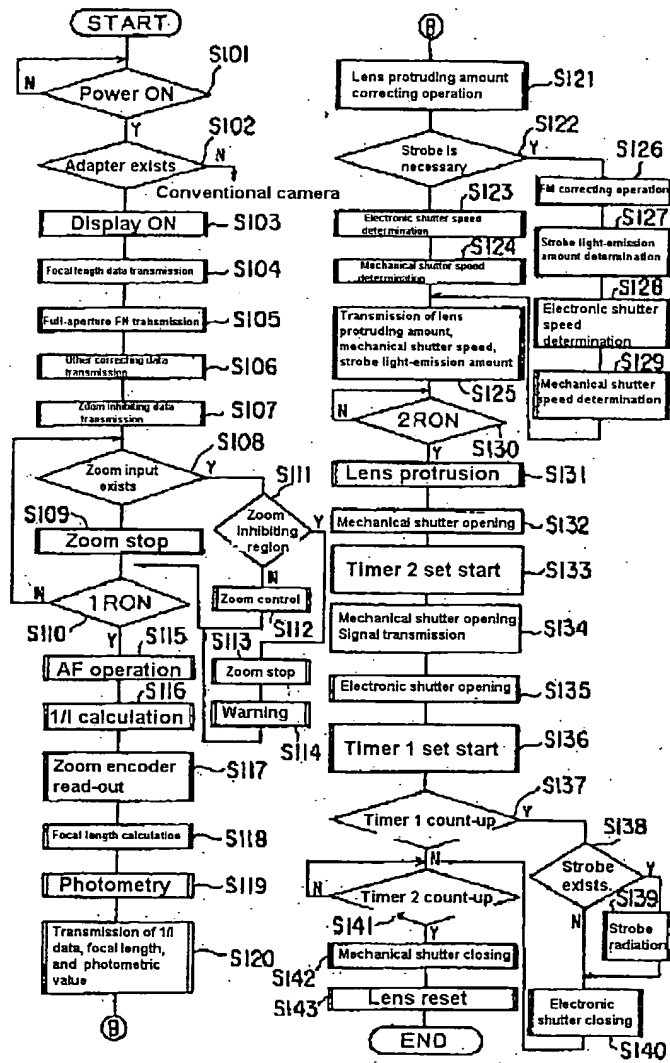 START
S101
N
Power ON
Y
S102
Adapter exists
N
Conventional camera
Display ON
S103
Focal length data transmission
S104
Full-aperture FN transmission
S105
Other correcting data
transmission
S106
Zoom inhibiting data
transmission
S107
S108
Zoom input
exists
Y
S111
S109
Zoom
inhibiting
region
Y
Zoom stop
N
N
1 RON
Zoom control
S110
Y
S115
S113
S112
AF operation
Zoom stop
S116
1/l calculation
Warning
S114
Zoom encoder
read-out
S117
Focal length calculation
S118
Photometry
S119
Transmission of 1/l
data, focal length,
and photometric
value
S120
B
B
Lens protruding amount
correcting operation
S121
S122
Strobe is
necessary
Y
S126
S123
FM correcting operation
Electronic shutter speed
determination
S127
S124
Strobe light-emission
amount determination
Mechanical shutter speed
determination
S128
Transmission of lens
protruding amount,
mechanical shutter speed,
strobe light-emission amount
Electronic shutter
speed
determination
S129
S125
Mechanical shutter
speed determination
N
2RON
S130
Y
Lens protrusion
S131
Mechanical shutter opening
S132
Timer 2 set start
S133
Mechanical shutter opening
Signal transmission
S134
Electronic shutter opening
S135
Timer 1 set start
S136
S137
Timer 1 count-up
Y
S138
N
Strobe
exists.
Y
N
Timer 2 count-up
S139
N
S141
Y
Strobe
radiation
Mechanical shutter closing
S142
Lens reset
Electronic
shutter closing
S143
END
S140